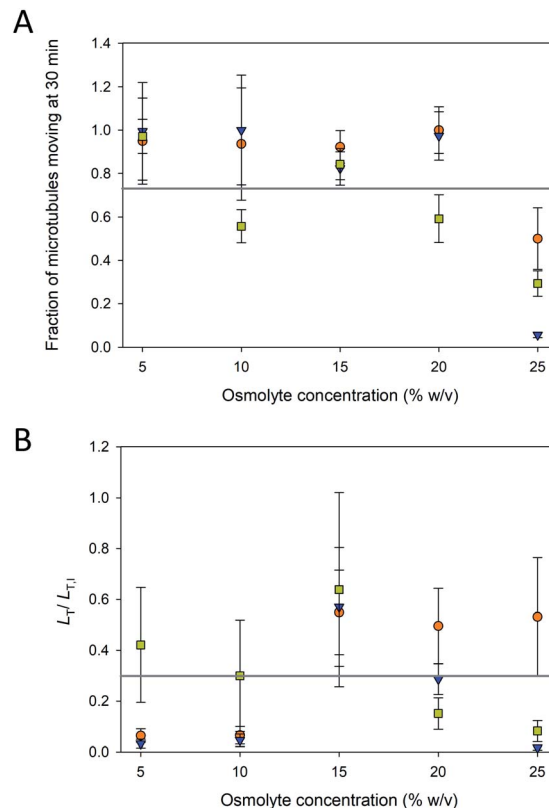 A
Fraction of microtubules moving at 30 min
1.4
1.2
1.0
0.8
0.6
0.4
0.2
0.0
5 10 15 20 25
Osmolyte concentration (% w/v)
B
L_T / L_T,I
1.2
1.0
0.8
0.6
0.4
0.2
0.0
5 10 15 20 25
Osmolyte concentration (% w/v)